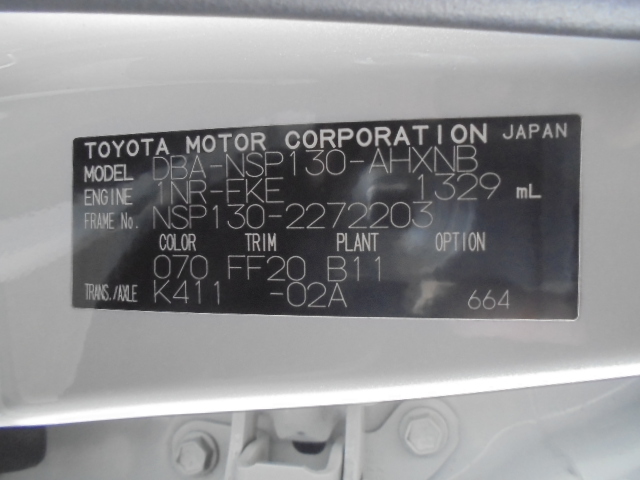 TOYOTA MOTOR CORPORATION JAPAN
MODEL DBA-NSP130-AHXNB
ENGINE 1NR-FKE 1329 mL
FRAME No. NSP130-2272203
COLOR TRIM PLANT OPTION
070 FF20 B11
TRANS./AXLE K411 -02A 664